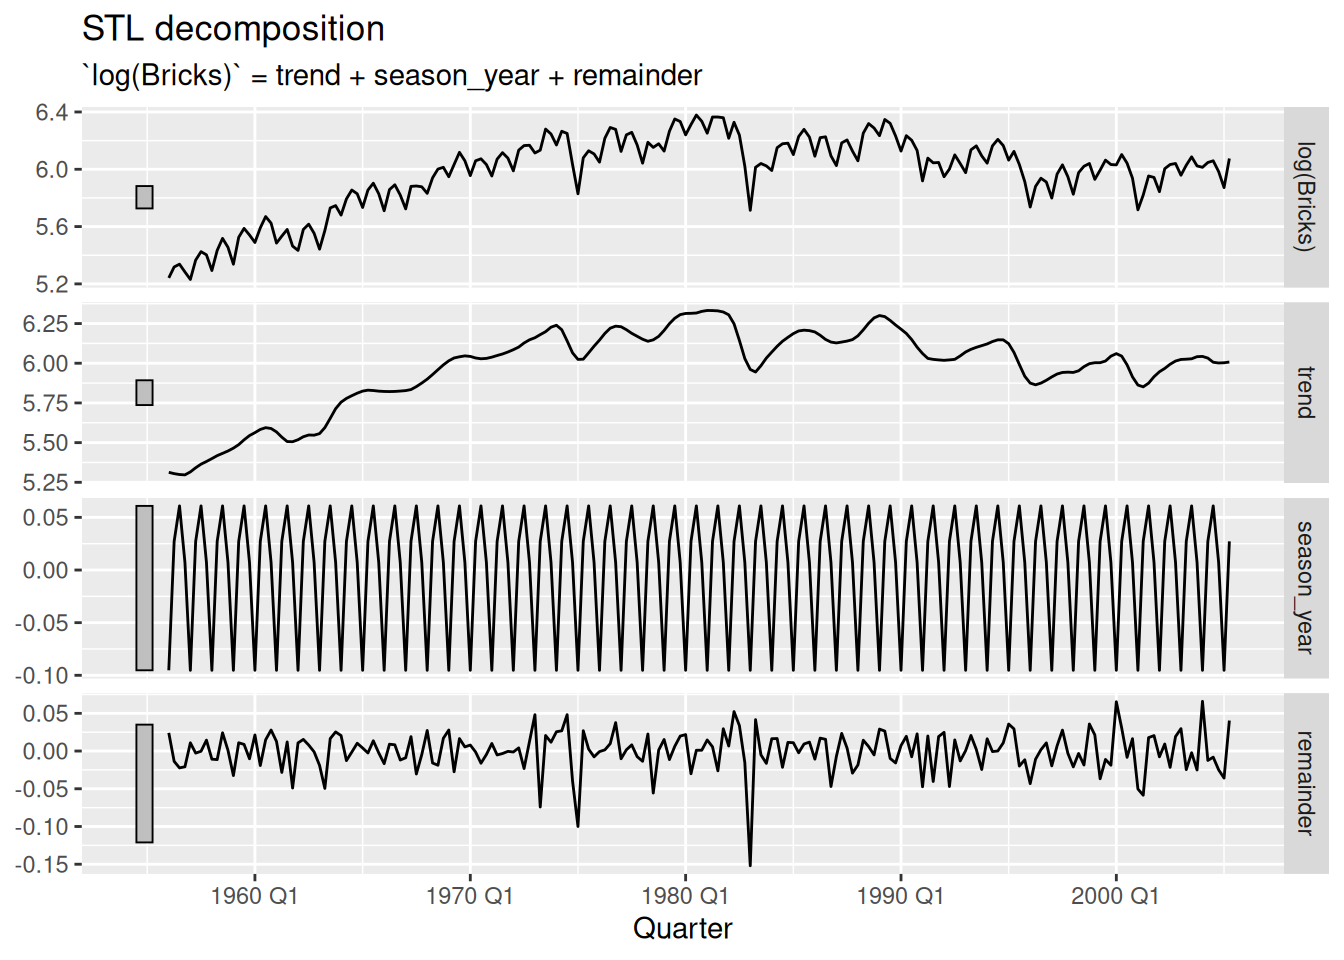 STL decomposition
`log(Bricks)` = trend + season_year + remainder
6.4
6.0
5.6
5.2
log(Bricks)
6.25
6.00
5.75
5.50
5.25
trend
0.05
0.00
-0.05
-0.10
season_year
0.05
0.00
-0.05
-0.10
-0.15
remainder
1960 Q1 1970 Q1 1980 Q1 1990 Q1 2000 Q1
Quarter